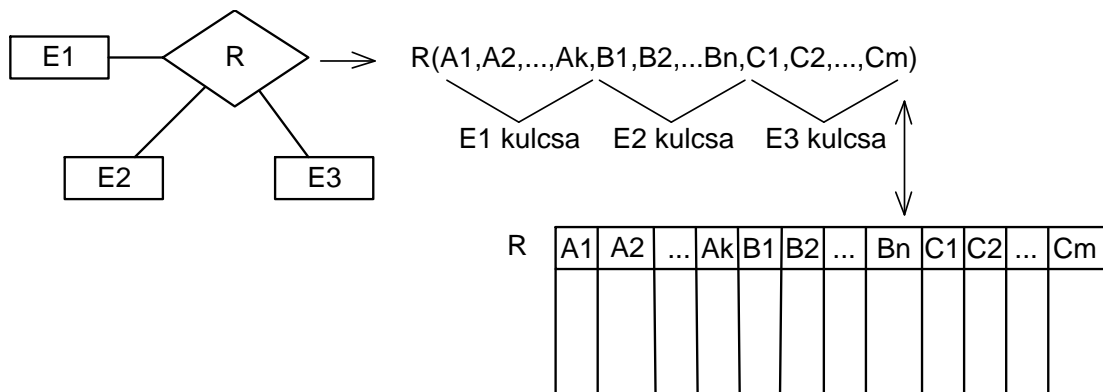 E1
R
R(A1,A2,...,Ak,B1,B2,...Bn,C1,C2,...,Cm)
E1 kulcsa E2 kulcsa E3 kulcsa
E2
E3
R A1 A2 ... Ak B1 B2 ... Bn C1 C2 ... Cm